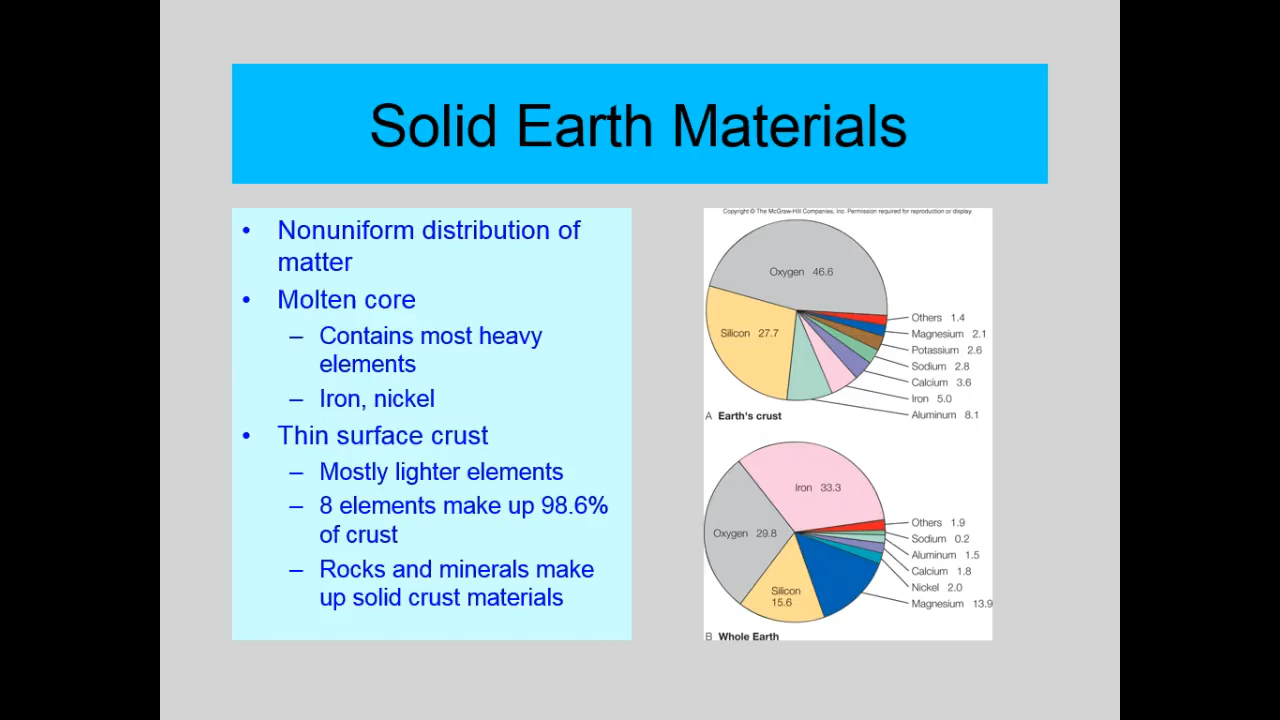 Solid Earth Materials
• Nonuniform distribution of
matter
• Molten core
– Contains most heavy
elements
– Iron, nickel
• Thin surface crust
– Mostly lighter elements
– 8 elements make up 98.6%
of crust
– Rocks and minerals make
up solid crust materials
Copyright © The McGraw-Hill Companies, Inc. Permission required for reproduction or display.
Oxygen 46.6
Silicon 27.7
Others 1.4
Magnesium 2.1
Potassium 2.6
Sodium 2.8
Calcium 3.6
Iron 5.0
Aluminum 8.1
A Earth's crust
Iron 33.3
Oxygen 29.8
Silicon
15.6
Others 1.9
Sodium 0.2
Aluminum 1.5
Calcium 1.8
Nickel 2.0
Magnesium 13.9
B Whole Earth